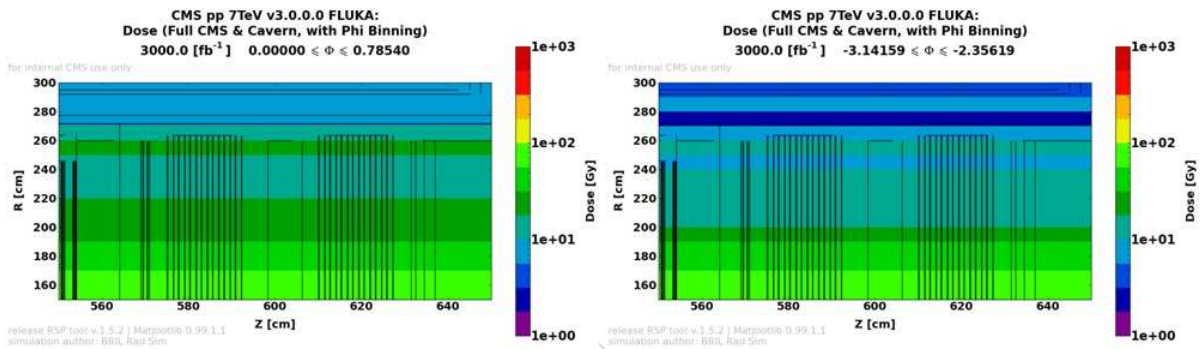 CMS pp 7TeV v3.0.0.0 FLUKA:
Dose (Full CMS & Cavern, with Phi Binning)
3000.0 [fb⁻¹] 0.00000 ⩽ Φ ⩽ 0.78540
for internal CMS use only
300
280
260
240
220
200
180
160
R [cm]
560
580
600
620
640
Z [cm]
1e+03
1e+02
1e+01
1e+00
Dose [Gy]
release RSP tool v.1.5.2 | Matplotlib 0.99.1.1
simulation author: BRIL Rad Sim
CMS pp 7TeV v3.0.0.0 FLUKA:
Dose (Full CMS & Cavern, with Phi Binning)
3000.0 [fb⁻¹] -3.14159 ⩽ Φ ⩽ -2.35619
for internal CMS use only
300
280
260
240
220
200
180
160
R [cm]
560
580
600
620
640
Z [cm]
1e+03
1e+02
1e+01
1e+00
Dose [Gy]
release RSP tool v.1.5.2 | Matplotlib 0.99.1.1
simulation author: BRIL Rad Sim